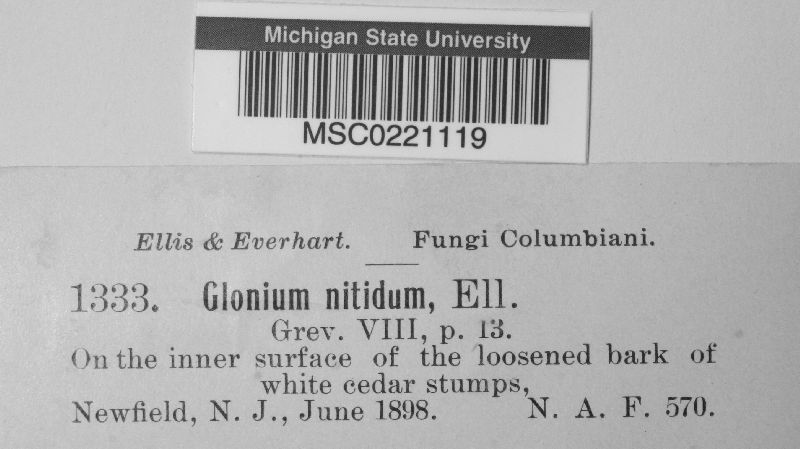 Michigan State University
MSC0221119
Ellis & Everhart. Fungi Columbiani.
1333. Glonium nitidum, Ell.
Grev. VIII, p. 13.
On the inner surface of the loosened bark of
white cedar stumps,
Newfield, N. J., June 1898. N. A. F. 570.